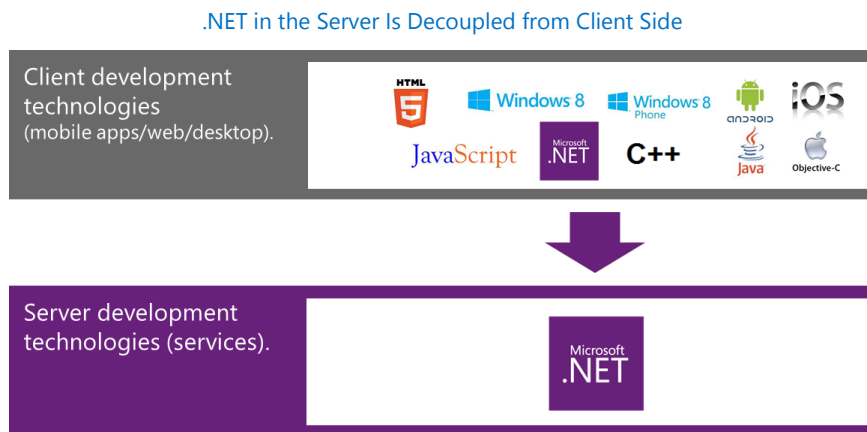 .NET in the Server Is Decoupled from Client Side
Client development
technologies
(mobile apps/web/desktop).
HTML
5
Windows 8
Windows 8
Phone
ANDROID
iOS
JavaScript
Microsoft
.NET
C++
Java
Objective-C
Server development
technologies (services).
Microsoft
.NET